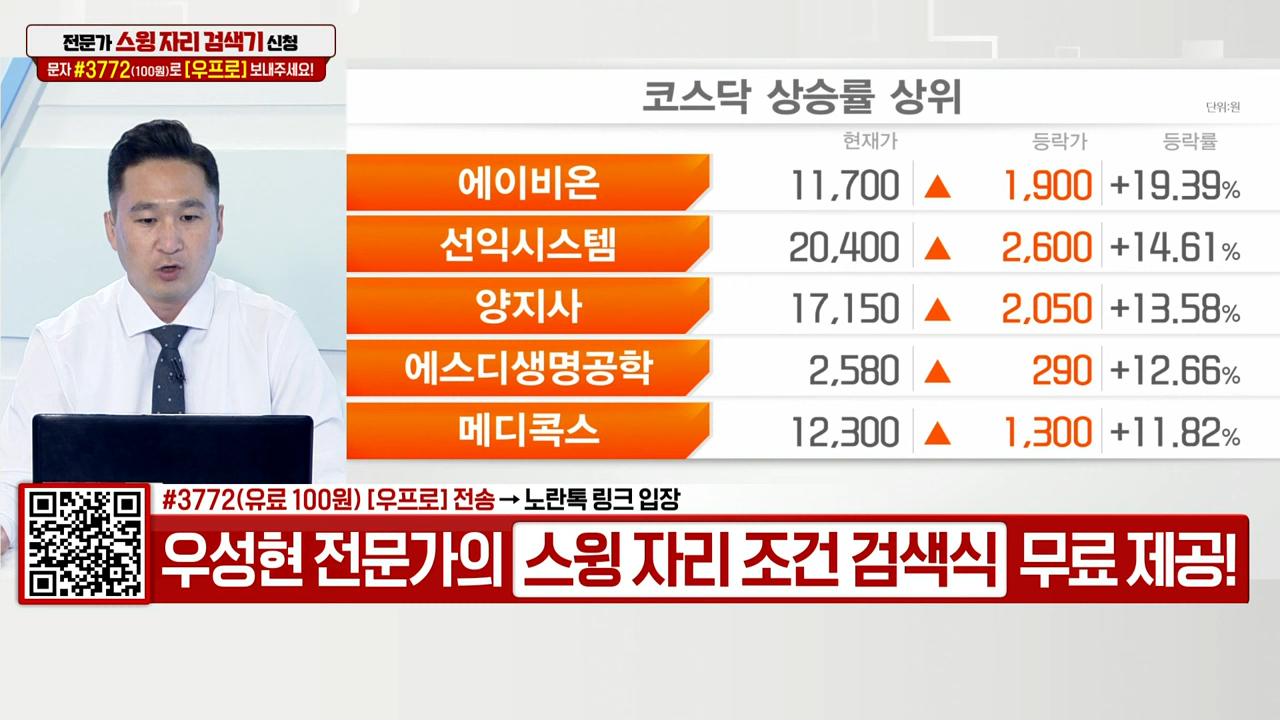 전문가 스윙 자리 검색기 신청
문자 #3772(100원)로 [우프로] 보내주세요!
코스닥 상승률 상위
단위:원
현재가 등락가 등락률
에이비온 11,700 ▲ 1,900 +19.39%
선익시스템 20,400 ▲ 2,600 +14.61%
양지사 17,150 ▲ 2,050 +13.58%
에스디생명공학 2,580 ▲ 290 +12.66%
메디콕스 12,300 ▲ 1,300 +11.82%
#3772(유료 100원) [우프로] 전송 → 노란톡 링크 입장
우성현 전문가의 스윙 자리 조건 검색식 무료 제공!